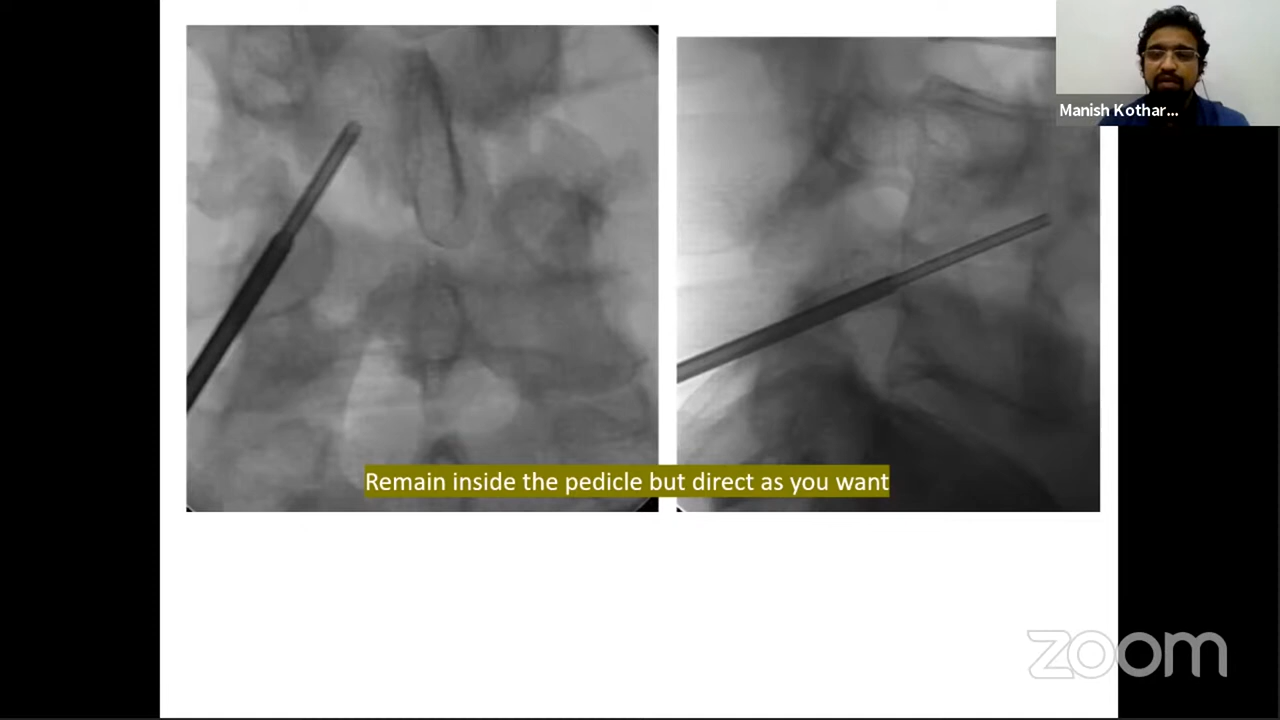 Manish Kothar...
Remain inside the pedicle but direct as you want
zoom